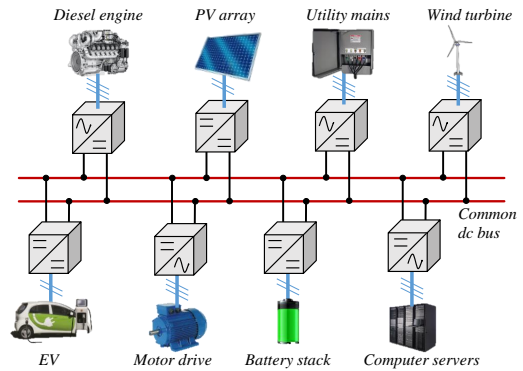 Diesel engine
PV array
Utility mains
Wind turbine
Common
dc bus
EV
Motor drive
Battery stack
Computer servers